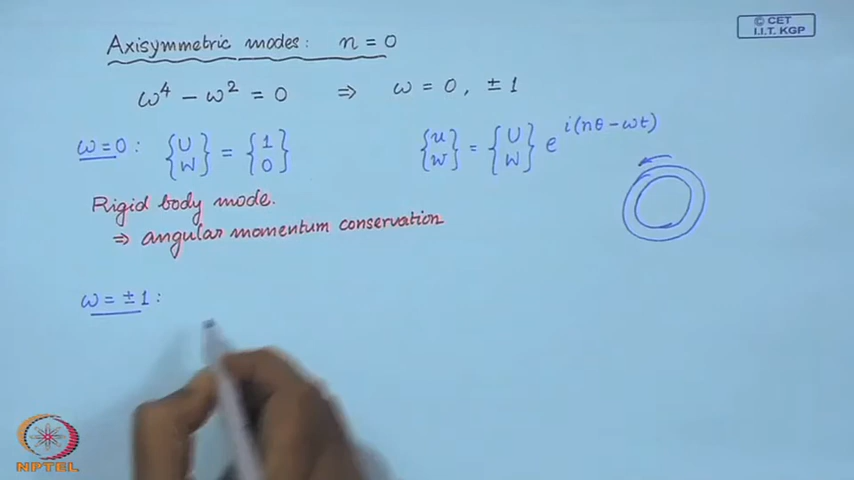 Axisymmetric modes: n = 0
© CET
I.I.T. KGP
ω⁴ − ω² = 0 ⇒ ω = 0, ± 1
ω = 0 : {U W} = {1 0} {u w} = {U W} e^{i(nθ − ωt)}
Rigid body mode.
⇒ angular momentum conservation
ω = ± 1 :
NPTEL